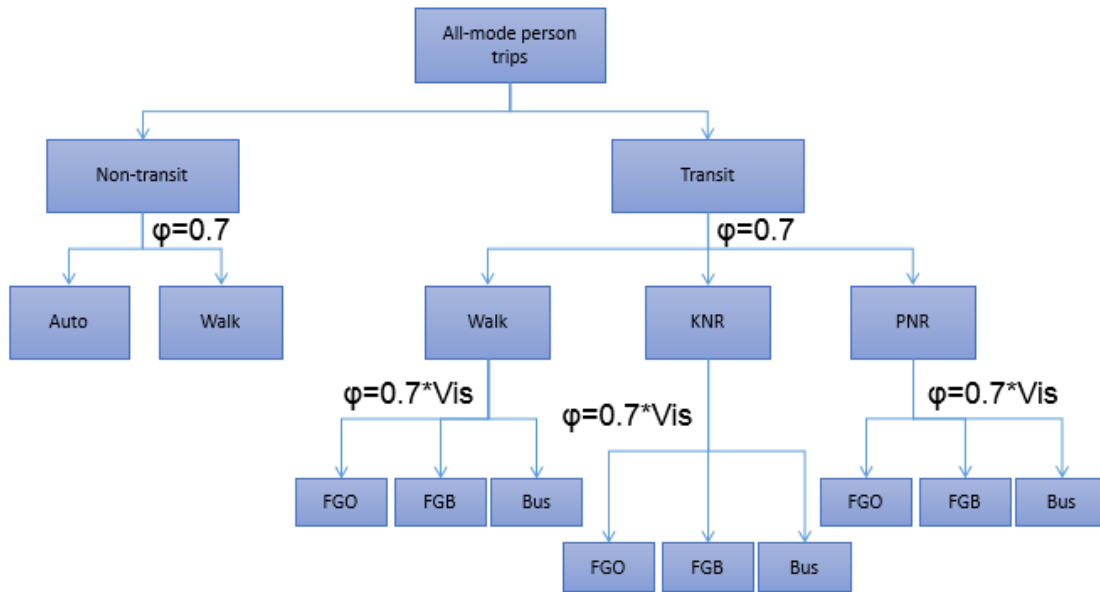 All-mode person
trips
Non-transit
Transit
φ=0.7
φ=0.7
Auto
Walk
Walk
KNR
PNR
φ=0.7*Vis
φ=0.7*Vis
φ=0.7*Vis
FGO
FGB
Bus
FGO
FGB
Bus
FGO
FGB
Bus